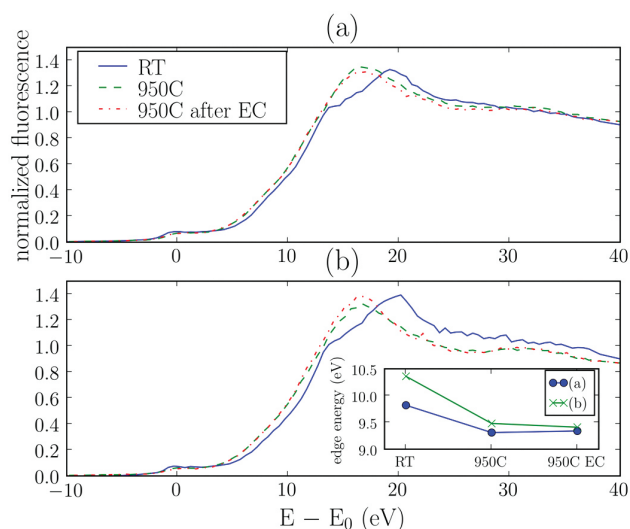 (a)
normalized fluorescence
1.4
1.2
1.0
0.8
0.6
0.4
0.2
0.0
RT
950C
950C after EC
−10 0 10 20 30 40
(b)
1.4
1.2
1.0
0.8
0.6
0.4
0.2
0.0
edge energy (eV)
10.5
10.0
9.5
9.0
(a)
(b)
RT 950C 950C EC
−10 0 10 20 30 40
E − E₀ (eV)